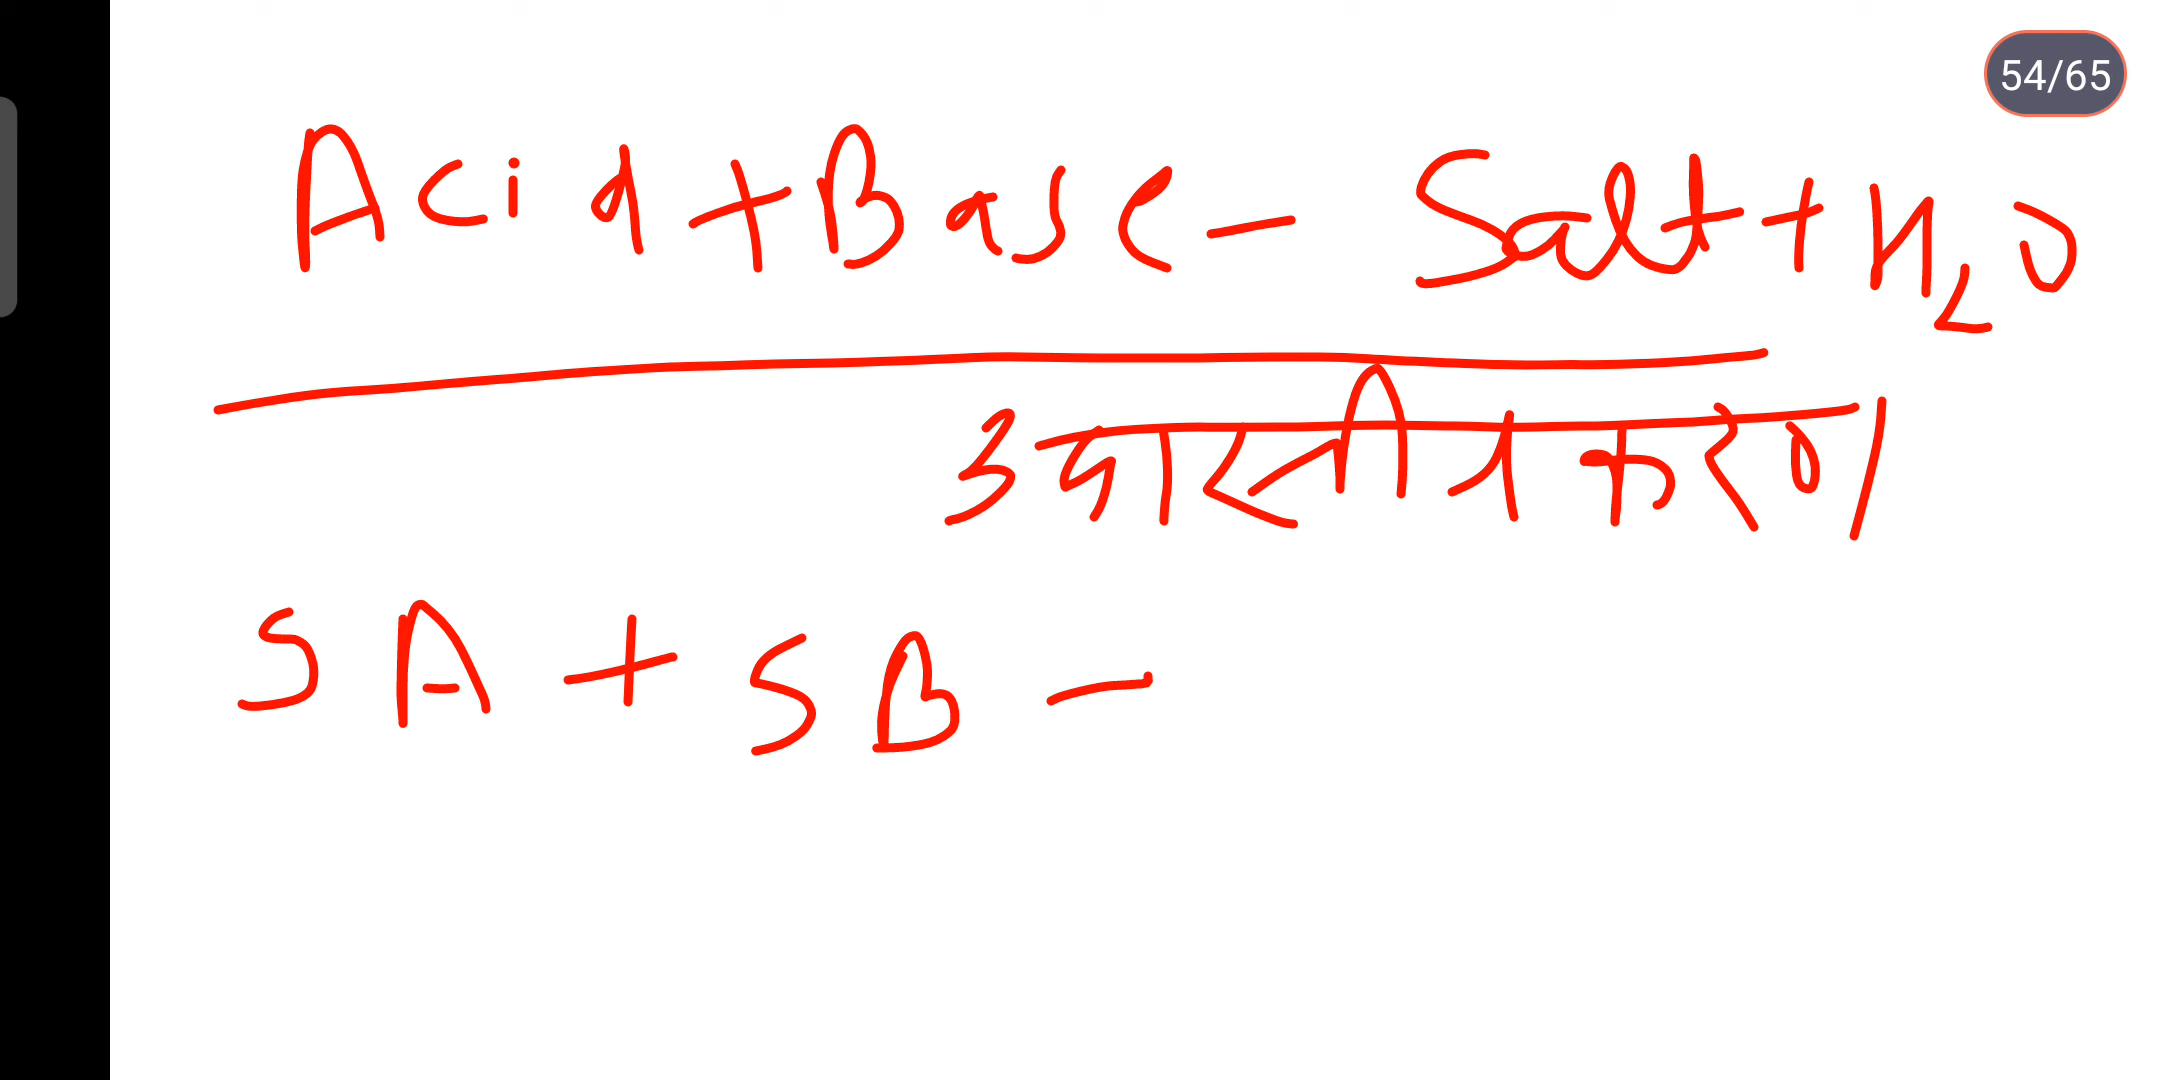 54/65
Acid + Base - Salt + H₂O
उदासीनीकरण
SA + SB -